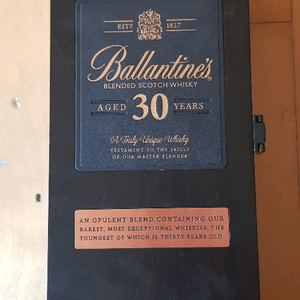 ESTD 1827
Ballantine's
BLENDED SCOTCH WHISKY
AGED 30 YEARS
A Truly Unique Whisky
TESTAMENT TO THE SKILLS
OF OUR MASTER BLENDER
AN OPULENT BLEND CONTAINING OUR
RAREST, MOST EXCEPTIONAL WHISKIES, THE
YOUNGEST OF WHICH IS THIRTY YEARS OLD